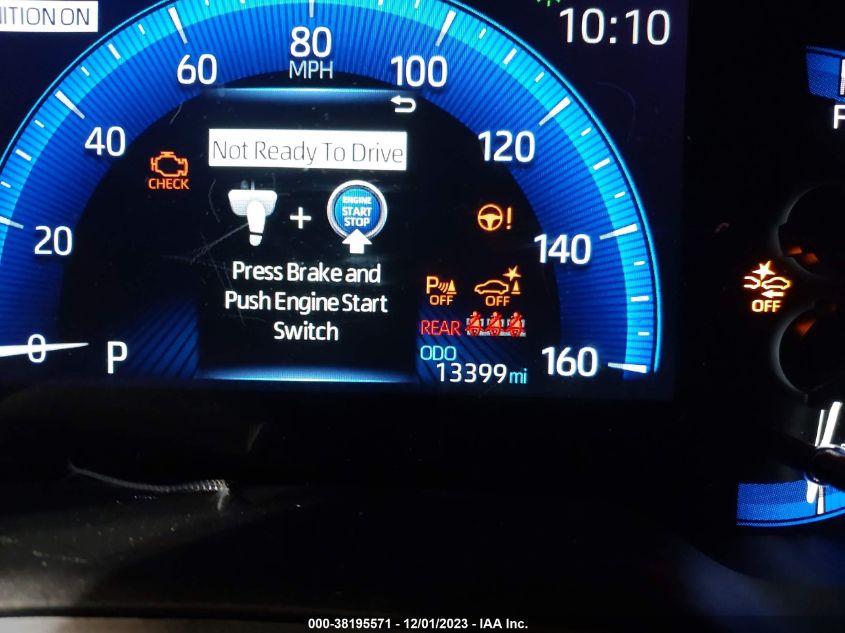 NITION ON
10:10
80
MPH
60
100
40
120
Not Ready To Drive
CHECK
ENGINE
START
STOP
+
!
20
140
Press Brake and
Push Engine Start
Switch
P
OFF
OFF
OFF
REAR
ODO
13399 mi
0
P
160
F
000-38195571 - 12/01/2023 - IAA Inc.